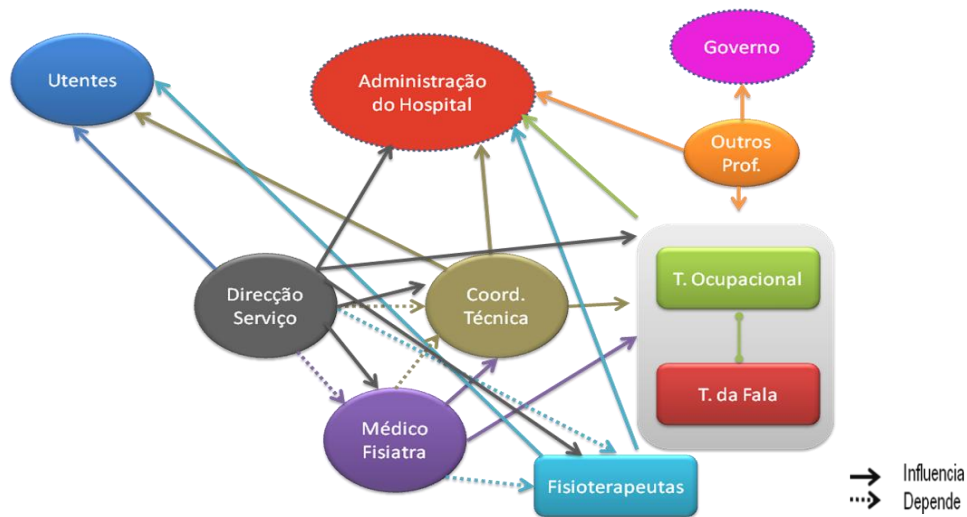 Governo
Utentes
Administração
do Hospital
Outros
Prof.
T. Ocupacional
Direcção
Serviço
Coord.
Técnica
T. da Fala
Médico
Fisiatra
Fisioterapeutas
Influencia
Depende